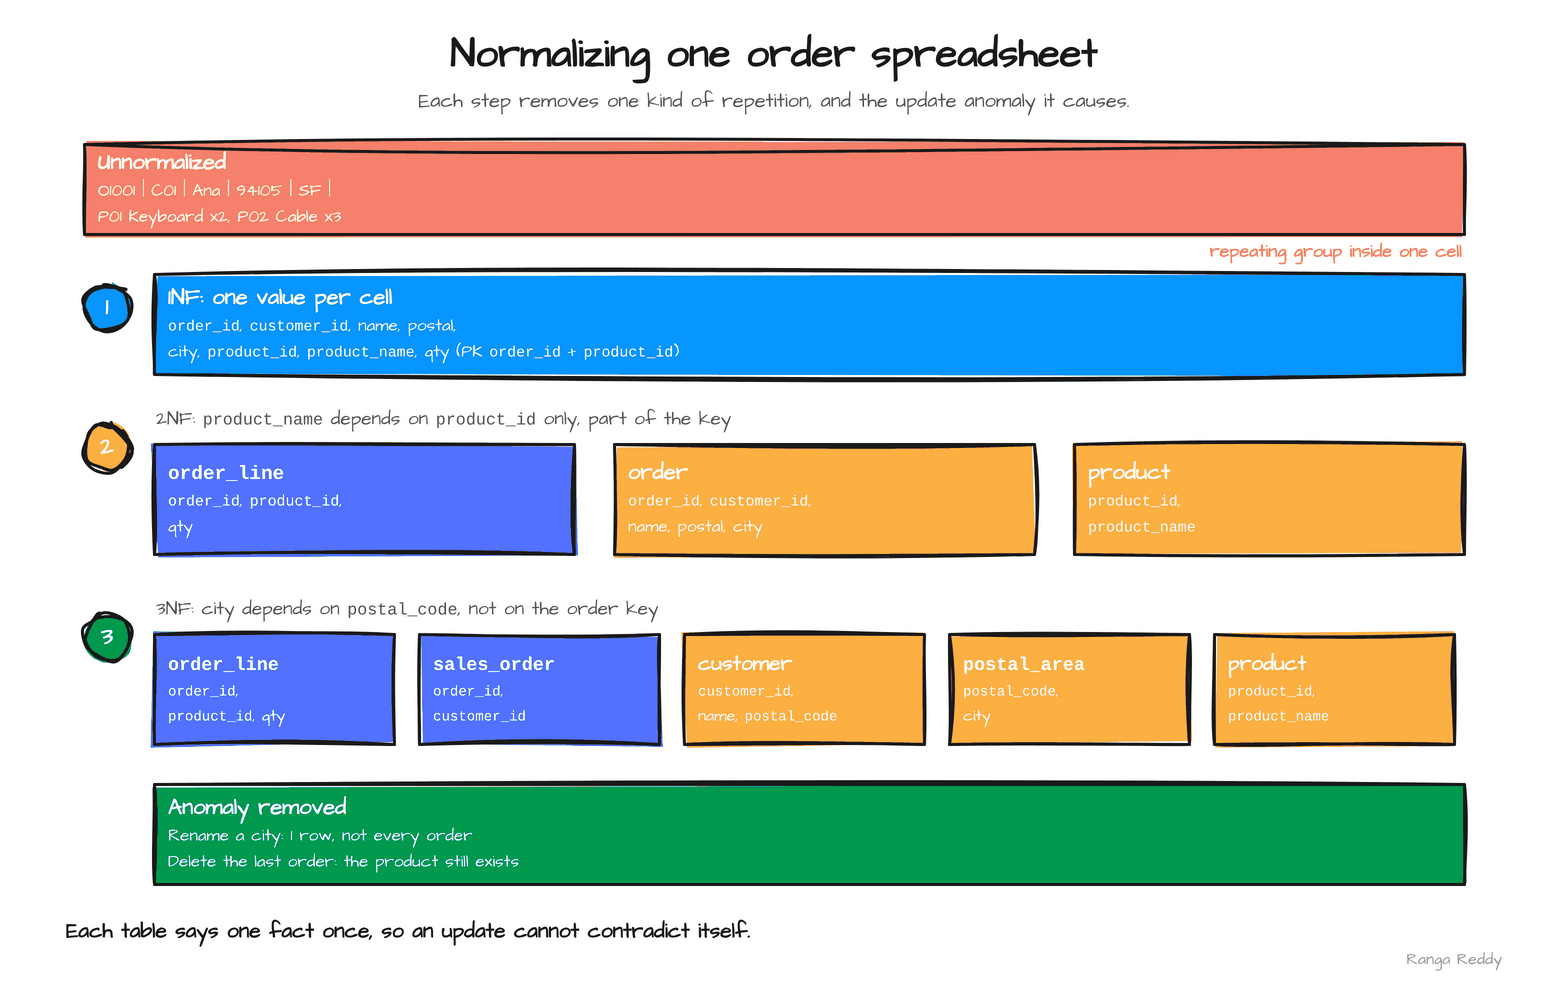 Normalizing one order spreadsheet
Each step removes one kind of repetition, and the update anomaly it causes.
Unnormalized
O1001 | C01 | Ana | 94105 | SF |
P01 Keyboard x2, P02 Cable x3
repeating group inside one cell
1
1NF: one value per cell
order_id, customer_id, name, postal,
city, product_id, product_name, qty (PK order_id + product_id)
2NF: product_name depends on product_id only, part of the key
2
order_line
order_id, product_id,
qty
order
order_id, customer_id,
name, postal, city
product
product_id,
product_name
3NF: city depends on postal_code, not on the order key
3
order_line
order_id,
product_id, qty
sales_order
order_id,
customer_id
customer
customer_id,
name, postal_code
postal_area
postal_code,
city
product
product_id,
product_name
Anomaly removed
Rename a city: 1 row, not every order
Delete the last order: the product still exists
Each table says one fact once, so an update cannot contradict itself.
Ranga Reddy